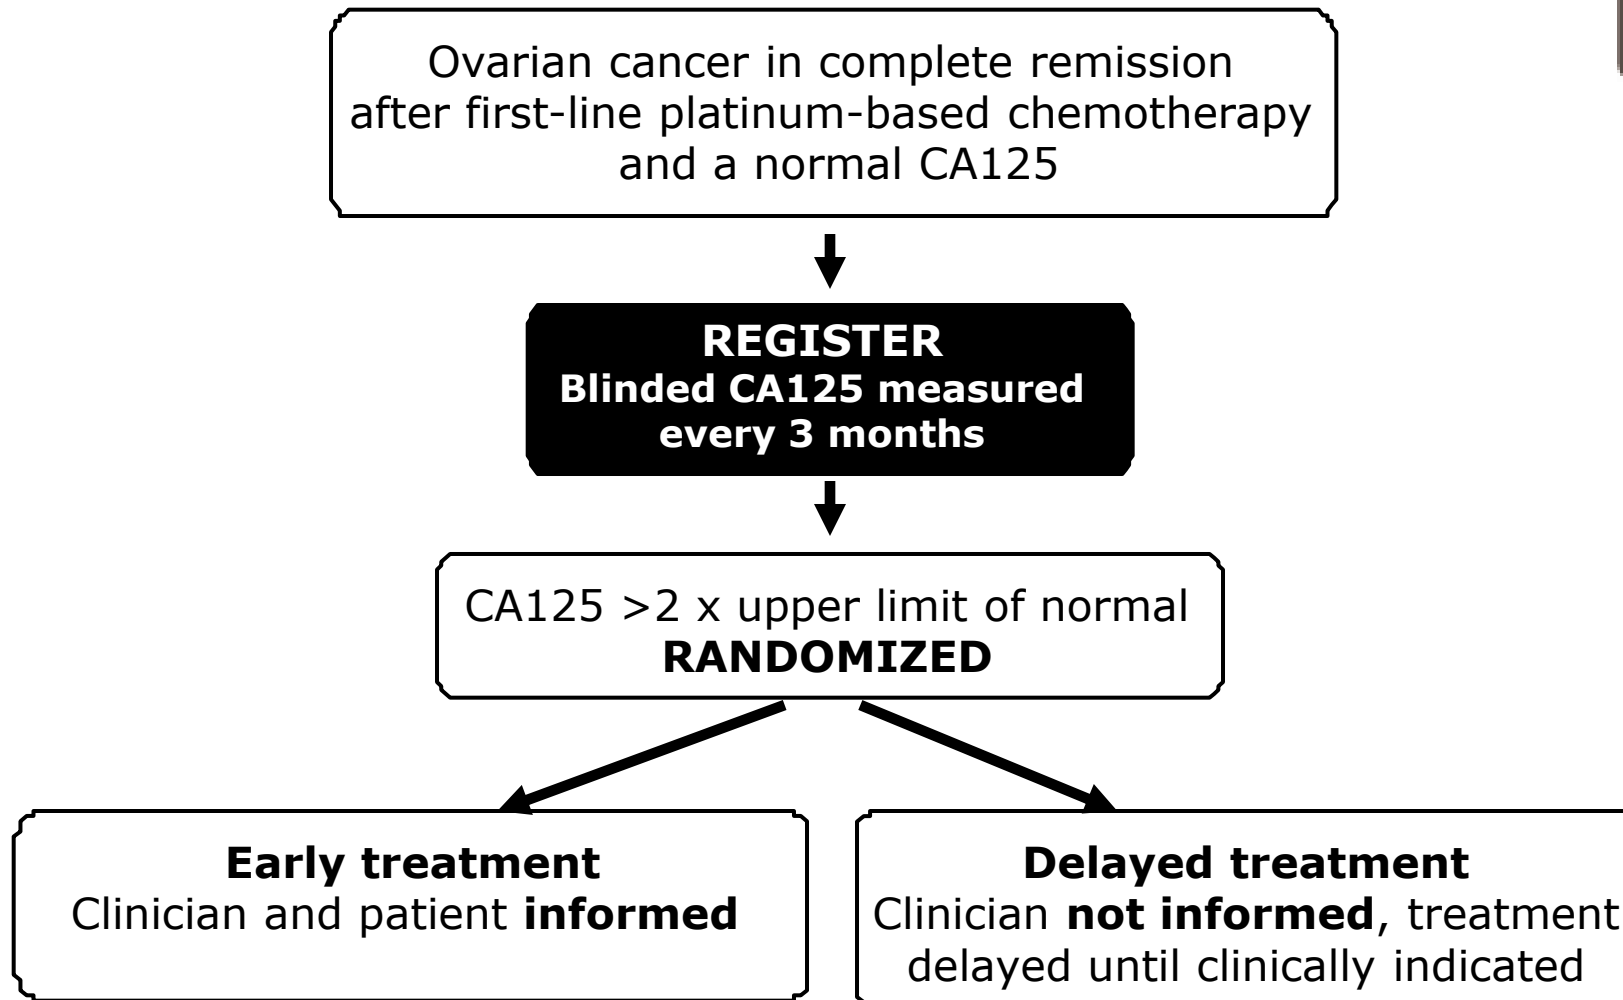 Ovarian cancer in complete remission
after first-line platinum-based chemotherapy
and a normal CA125
REGISTER
Blinded CA125 measured
every 3 months
CA125 >2 x upper limit of normal
RANDOMIZED
Early treatment
Clinician and patient informed
Delayed treatment
Clinician not informed, treatment
delayed until clinically indicated